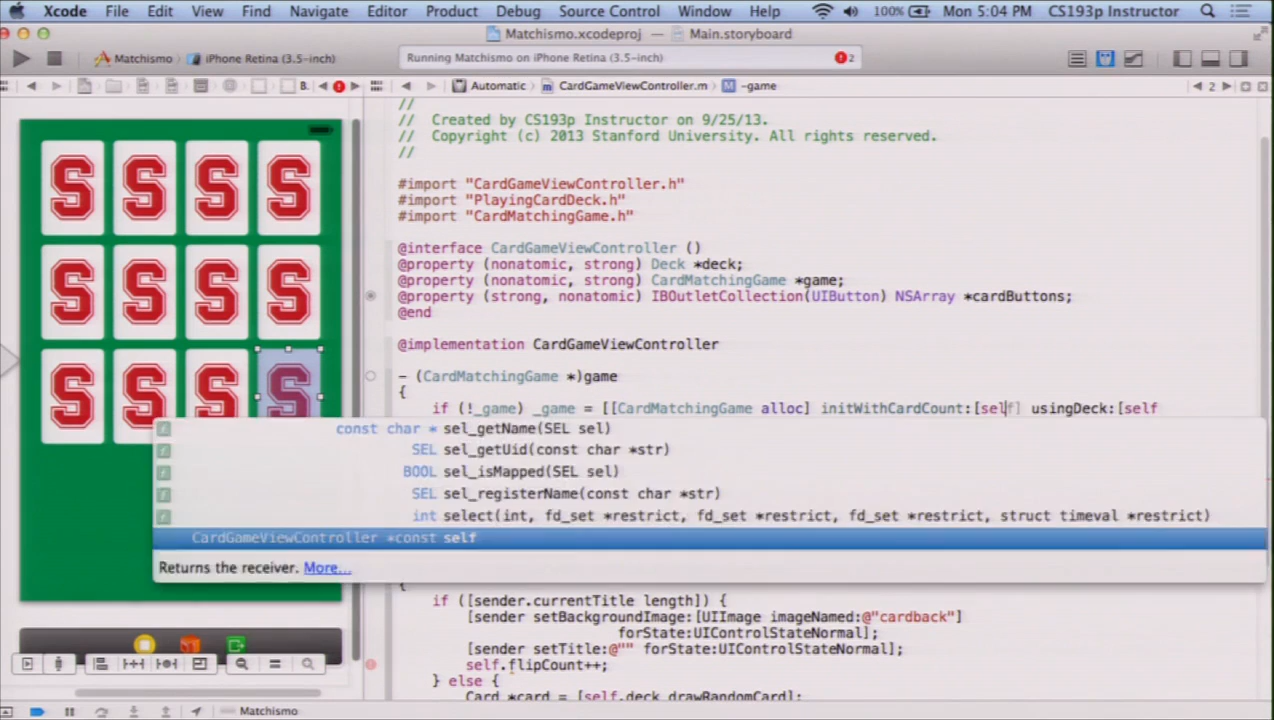 Xcode File Edit View Find Navigate Editor Product Debug Source Control Window Help 100% Mon 5:04 PM CS193p Instructor
Matchismo.xcodeproj — Main.storyboard
Matchismo iPhone Retina (3.5-inch) Running Matchismo on iPhone Retina (3.5-inch) 2
B. Automatic CardGameViewController.m M -game 2
//
// Created by CS193p Instructor on 9/25/13.
// Copyright (c) 2013 Stanford University. All rights reserved.
//
#import "CardGameViewController.h"
#import "PlayingCardDeck.h"
#import "CardMatchingGame.h"
@interface CardGameViewController ()
@property (nonatomic, strong) Deck *deck;
@property (nonatomic, strong) CardMatchingGame *game;
@property (strong, nonatomic) IBOutletCollection(UIButton) NSArray *cardButtons;
@end
@implementation CardGameViewController
- (CardMatchingGame *)game
{
if (!_game) _game = [[CardMatchingGame alloc] initWithCardCount:[self] usingDeck:[self
f const char * sel_getName(SEL sel)
f SEL sel_getUid(const char *str)
f BOOL sel_isMapped(SEL sel)
f SEL sel_registerName(const char *str)
f int select(int, fd_set *restrict, fd_set *restrict, fd_set *restrict, struct timeval *restrict)
CardGameViewController *const self
Returns the receiver. More...
{
if ([sender.currentTitle length]) {
[sender setBackgroundImage:[UIImage imageNamed:@"cardback"]
forState:UIControlStateNormal];
[sender setTitle:@"" forState:UIControlStateNormal];
self.flipCount++;
} else {
Card *card = [self.deck drawRandomCard];
S S S S
S S S S
S S S S
Matchismo